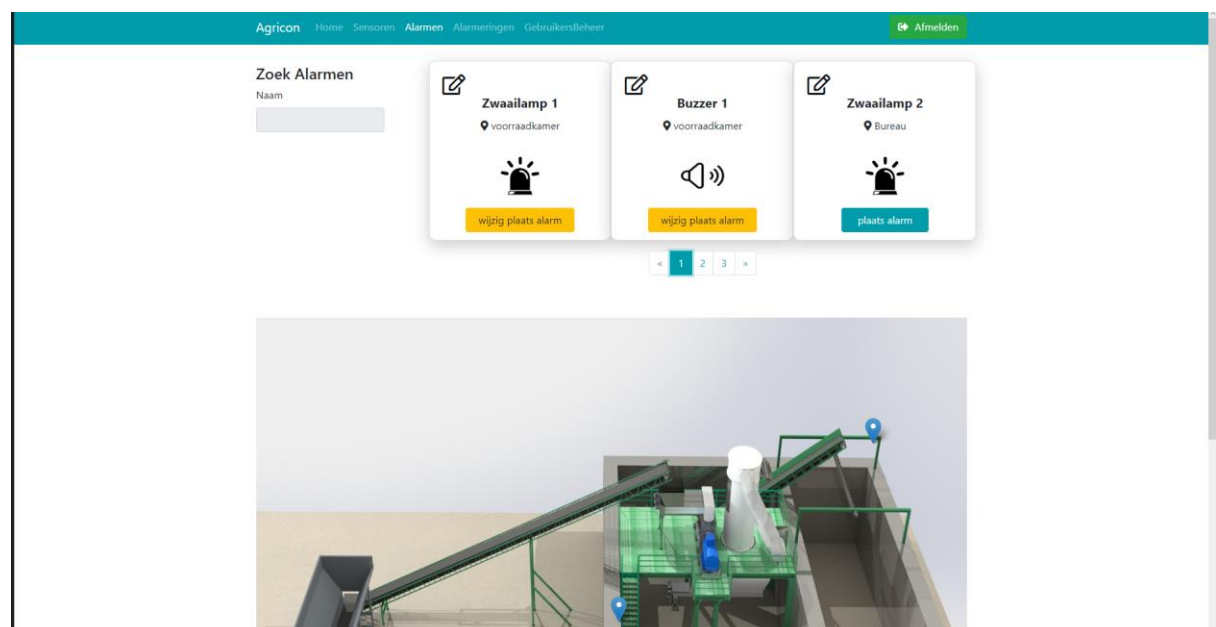 Agricon Home Sensoren Alarmen Alarmeringen GebruikersBeheer Afmelden
Zoek Alarmen
Naam
Zwaailamp 1
voorraadkamer
wijzig plaats alarm
Buzzer 1
voorraadkamer
wijzig plaats alarm
Zwaailamp 2
Bureau
plaats alarm
« 1 2 3 »